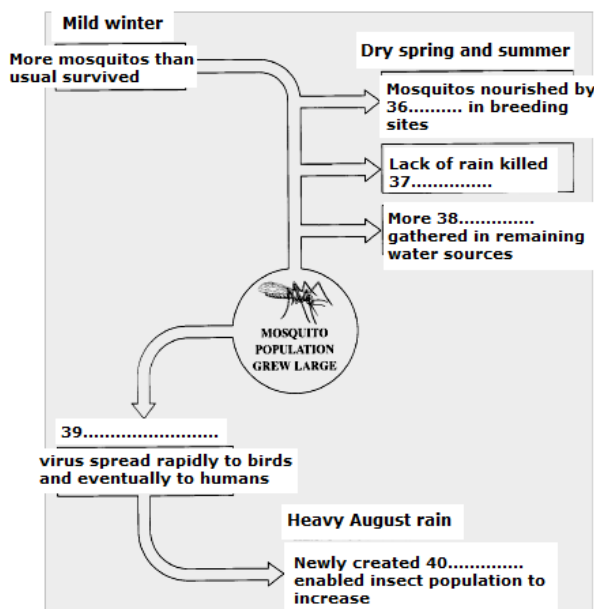 Mild winter
More mosquitos than
usual survived
Dry spring and summer
Mosquitos nourished by
36.......... in breeding
sites
Lack of rain killed
37...............
More 38..............
gathered in remaining
water sources
MOSQUITO
POPULATION
GREW LARGE
39.........................
virus spread rapidly to birds
and eventually to humans
Heavy August rain
Newly created 40..............
enabled insect population to
increase